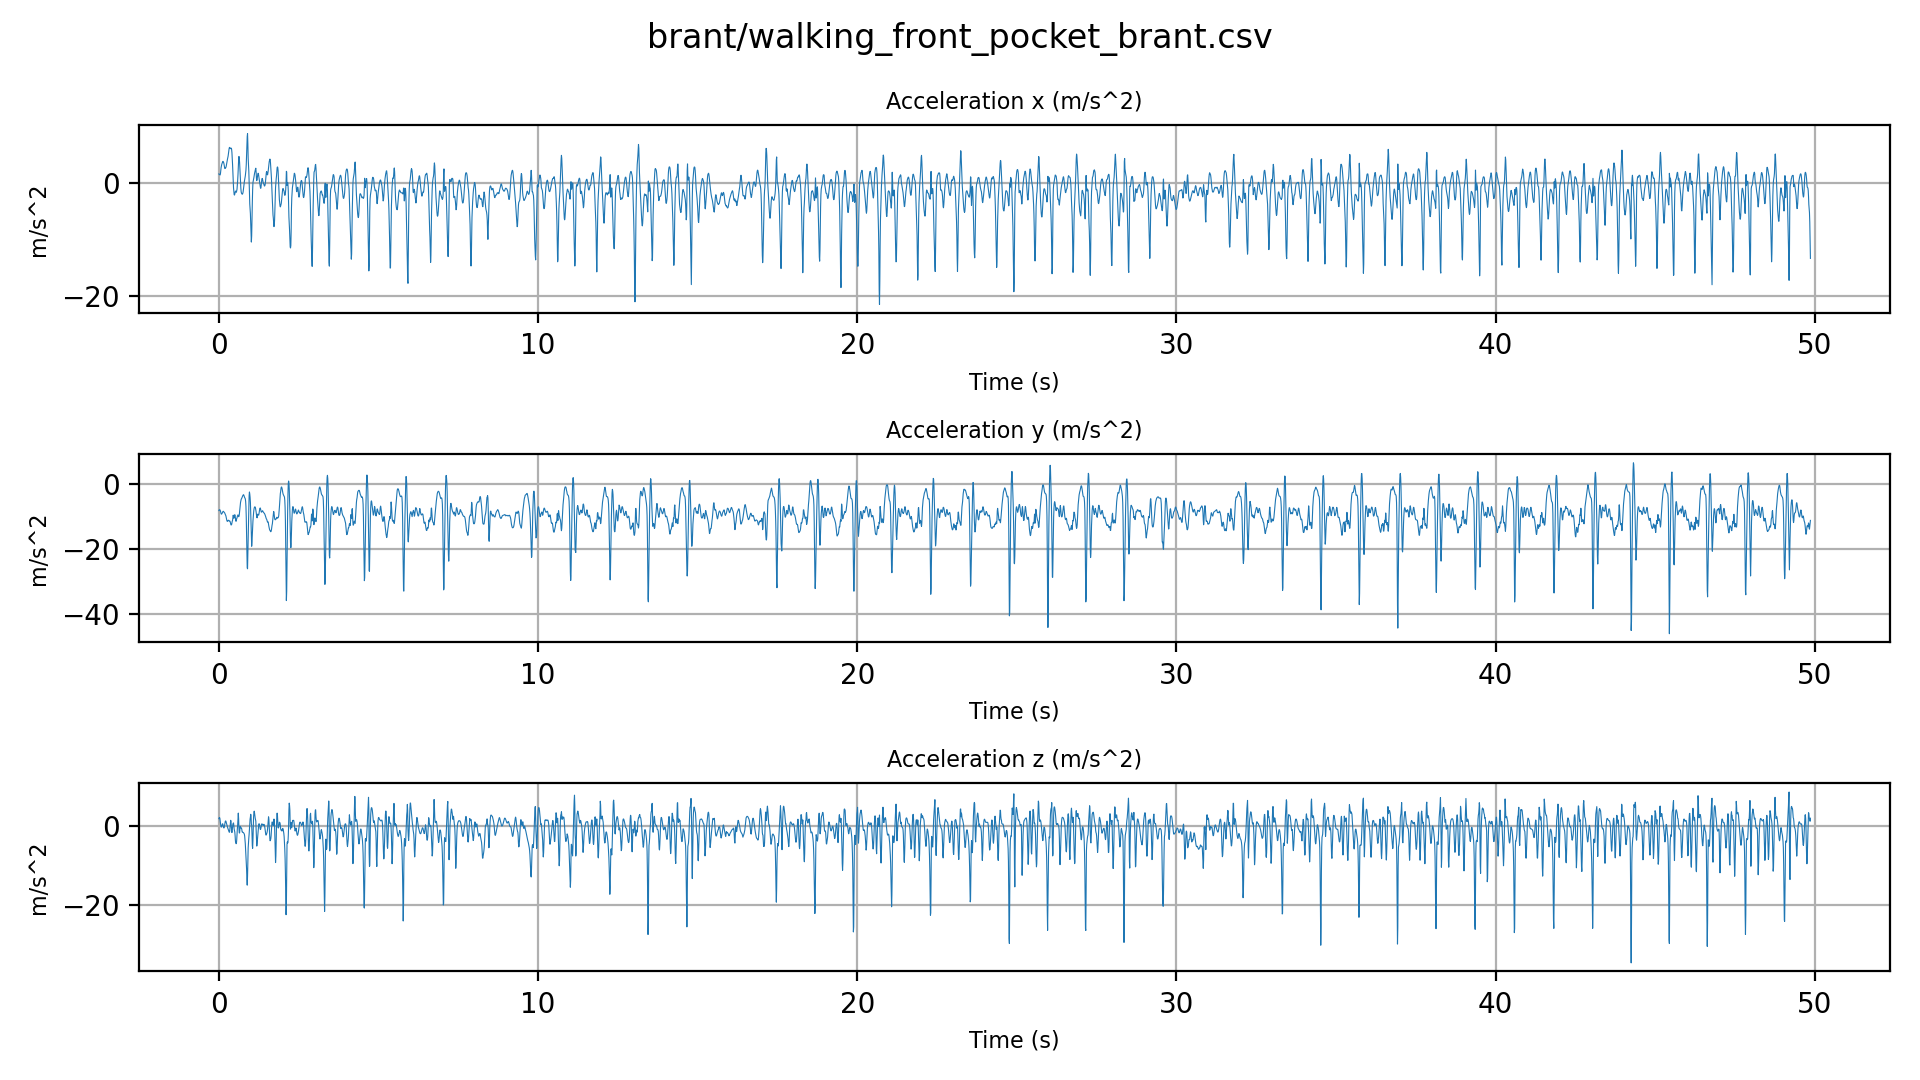 brant/walking_front_pocket_brant.csv
Acceleration x (m/s^2)
m/s^2
0
−20
0 10 20 30 40 50
Time (s)
Acceleration y (m/s^2)
m/s^2
0
−20
−40
0 10 20 30 40 50
Time (s)
Acceleration z (m/s^2)
m/s^2
0
−20
0 10 20 30 40 50
Time (s)